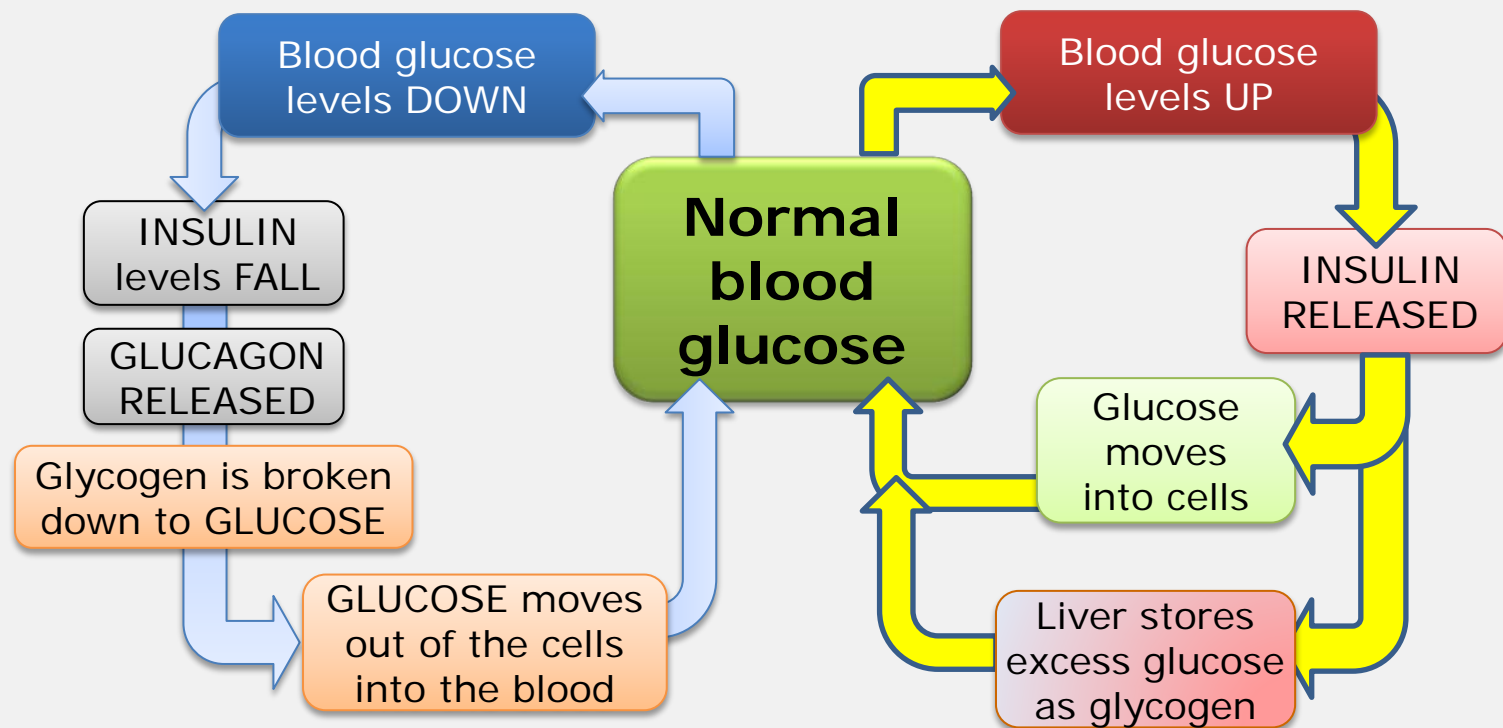 Blood glucose
levels DOWN
Blood glucose
levels UP
Normal
blood
glucose
INSULIN
levels FALL
GLUCAGON
RELEASED
Glycogen is broken
down to GLUCOSE
GLUCOSE moves
out of the cells
into the blood
INSULIN
RELEASED
Glucose
moves
into cells
Liver stores
excess glucose
as glycogen